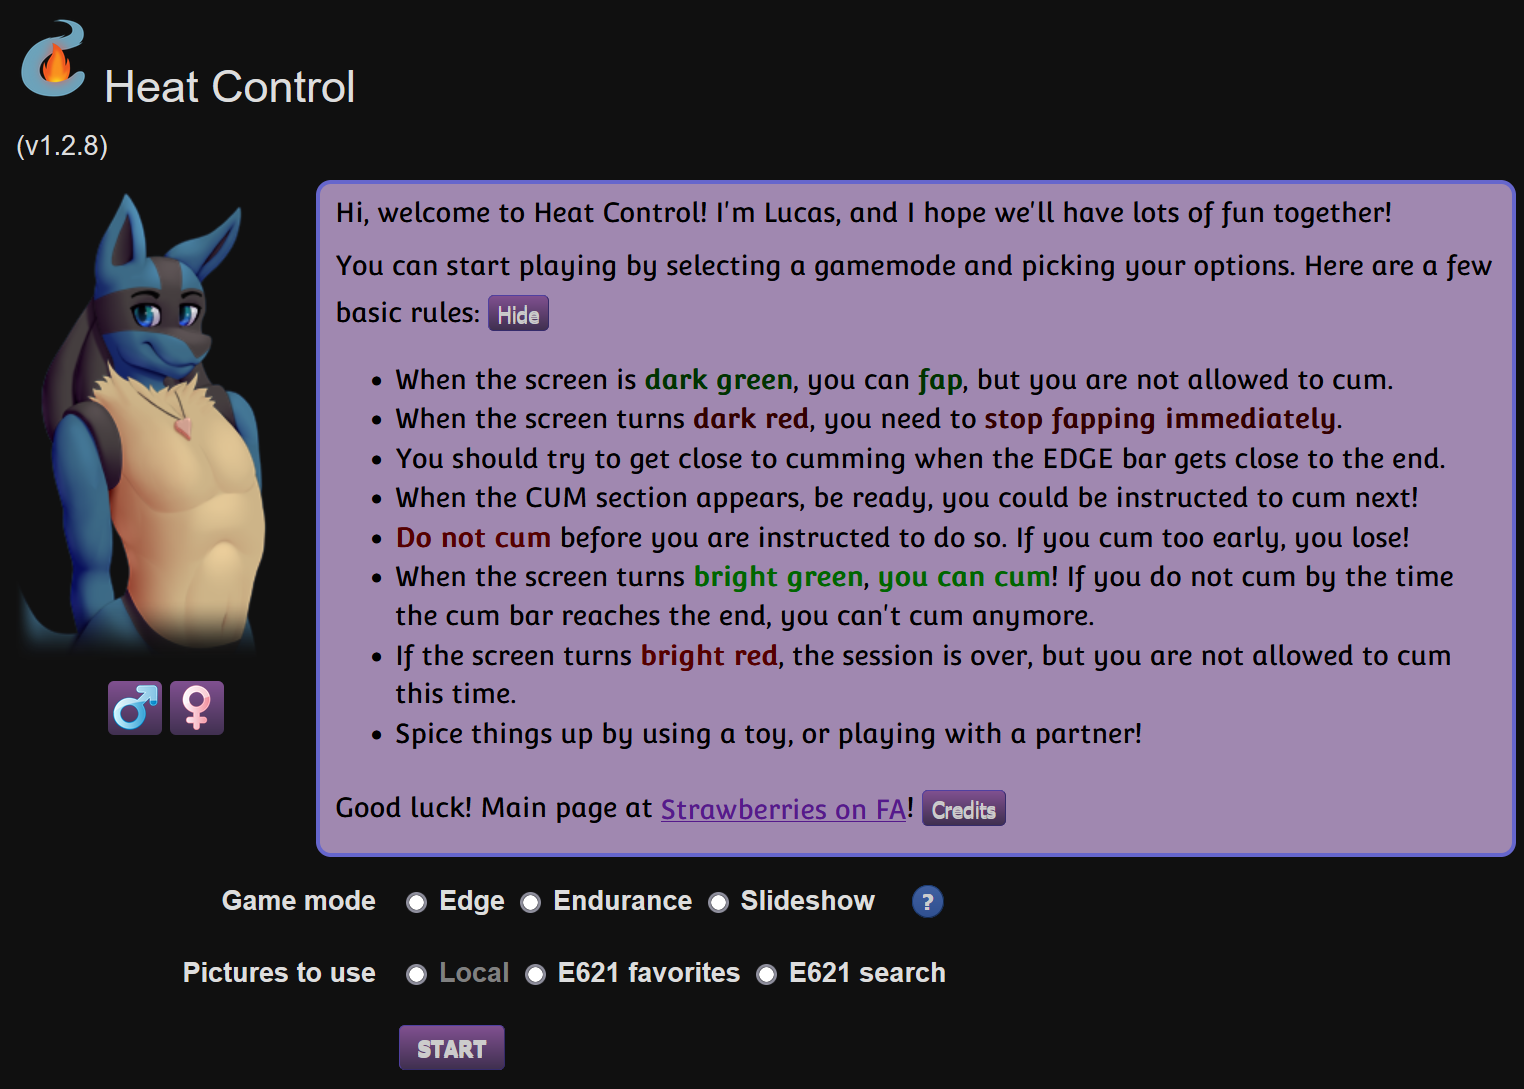 Heat Control
(v1.2.8)
Hi, welcome to Heat Control! I'm Lucas, and I hope we'll have lots of fun together!
You can start playing by selecting a gamemode and picking your options. Here are a few
basic rules: Hide
• When the screen is dark green, you can fap, but you are not allowed to cum.
• When the screen turns dark red, you need to stop fapping immediately.
• You should try to get close to cumming when the EDGE bar gets close to the end.
• When the CUM section appears, be ready, you could be instructed to cum next!
• Do not cum before you are instructed to do so. If you cum too early, you lose!
• When the screen turns bright green, you can cum! If you do not cum by the time
the cum bar reaches the end, you can't cum anymore.
• If the screen turns bright red, the session is over, but you are not allowed to cum
this time.
• Spice things up by using a toy, or playing with a partner!
Good luck! Main page at Strawberries on FA! Credits
Game mode Edge Endurance Slideshow ?
Pictures to use Local E621 favorites E621 search
START